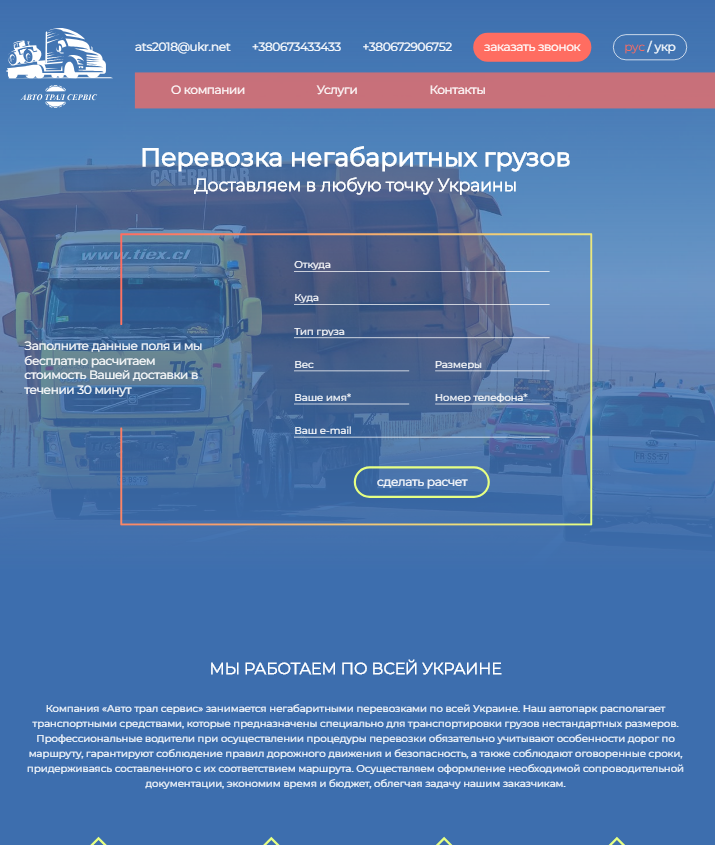 ats2018@ukr.net +380673433433 +380672906752 заказать звонок рус / укр
АВТО ТРАЛ СЕРВІС
О компании Услуги Контакты
Перевозка негабаритных грузов
CATERPILLAR
Доставляем в любую точку Украины
www.tiex.cl
Откуда
Куда
Тип груза
Заполните данные поля и мы
бесплатно расчитаем
стоимость Вашей доставки в
течении 30 минут
Вес Размеры
Ваше имя* Номер телефона*
Ваш e-mail
сделать расчет
МЫ РАБОТАЕМ ПО ВСЕЙ УКРАИНЕ
Компания «Авто трал сервис» занимается негабаритными перевозками по всей Украине. Наш автопарк располагает
транспортными средствами, которые предназначены специально для транспортировки грузов нестандартных размеров.
Профессиональные водители при осуществлении процедуры перевозки обязательно учитывают особенности дорог по
маршруту, гарантируют соблюдение правил дорожного движения и безопасность, а также соблюдают оговоренные сроки,
придерживаясь составленного с их соответствием маршрута. Осуществляем оформление необходимой сопроводительной
документации, экономим время и бюджет, облегчая задачу нашим заказчикам.